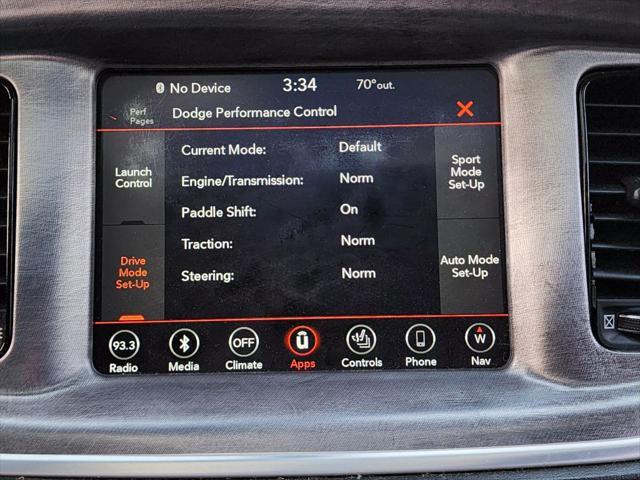 No Device 3:34 70°out.
Perf
Pages
Dodge Performance Control
Launch
Control
Drive
Mode
Set-Up
Current Mode: Default
Engine/Transmission: Norm
Paddle Shift: On
Traction: Norm
Steering: Norm
Sport
Mode
Set-Up
Auto Mode
Set-Up
93.3 OFF W
Radio Media Climate Apps Controls Phone Nav